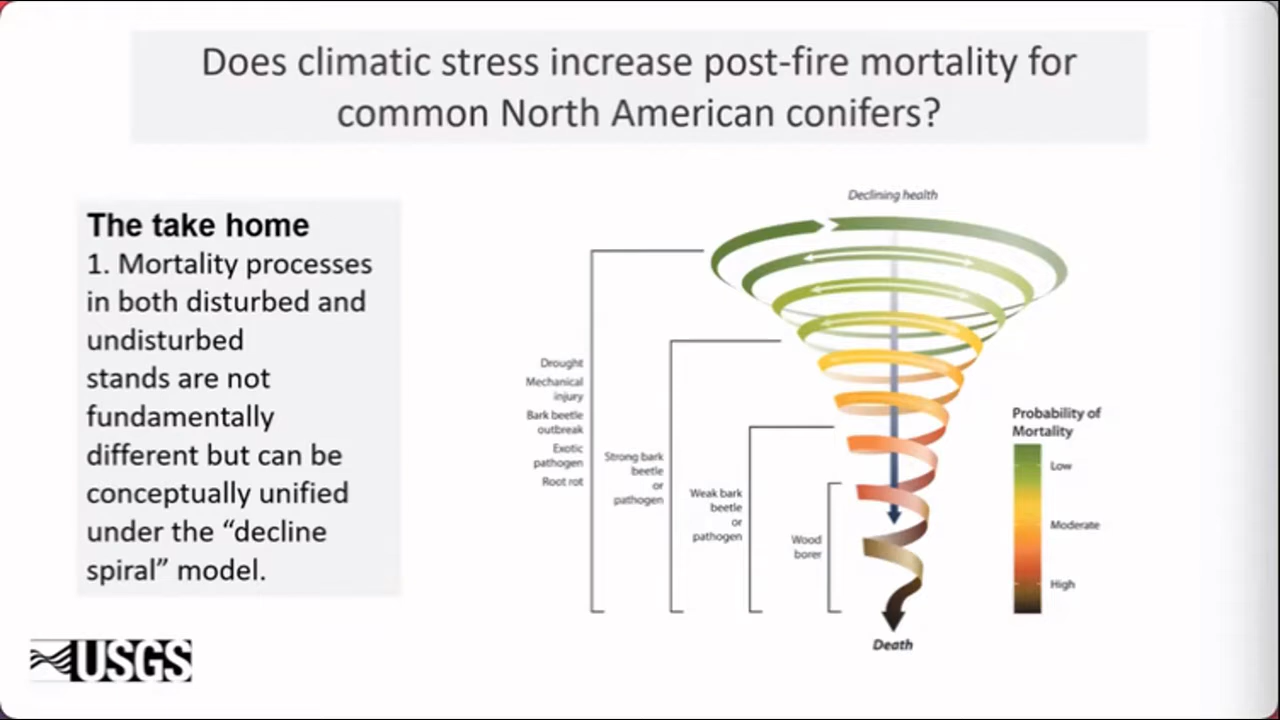 Does climatic stress increase post-fire mortality for
common North American conifers?
The take home
1. Mortality processes
in both disturbed and
undisturbed
stands are not
fundamentally
different but can be
conceptually unified
under the “decline
spiral” model.
Declining health
Drought
Mechanical
injury
Bark beetle
outbreak
Exotic
pathogen
Root rot
Strong bark
beetle
or
pathogen
Weak bark
beetle
or
pathogen
Wood
borer
Death
Probability of
Mortality
Low
Moderate
High
USGS